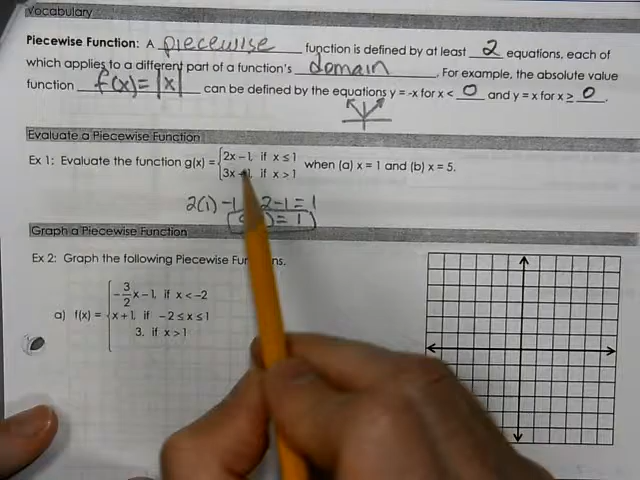 Vocabulary
Piecewise Function: A piecewise function is defined by at least 2 equations, each of
which applies to a different part of a function's domain. For example, the absolute value
function f(x)=|x| can be defined by the equations y = -x for x < 0 and y = x for x ≥ 0.
Evaluate a Piecewise Function
Ex 1: Evaluate the function g(x) = { 2x – 1, if x ≤ 1 when (a) x = 1 and (b) x = 5.
3x 1, if x > 1
2(1) -1 2-1=1
) = 1
Graph a Piecewise Function
Ex 2: Graph the following Piecewise Functions.
-3/2x – 1, if x < -2
a) f(x) = { x + 1, if -2 ≤ x ≤ 1
3, if x > 1